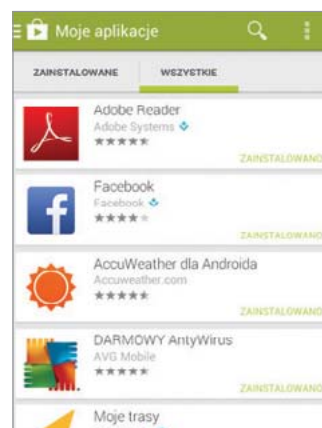 Moje aplikacje
ZAINSTALOWANE WSZYSTKIE
Adobe Reader
Adobe Systems
ZAINSTALOWANO
Facebook
Facebook
ZAINSTALOWANO
AccuWeather dla Androida
Accuweather.com
ZAINSTALOWANO
DARMOWY AntyWirus
AVG Mobile
ZAINSTALOWANO
Moje trasy